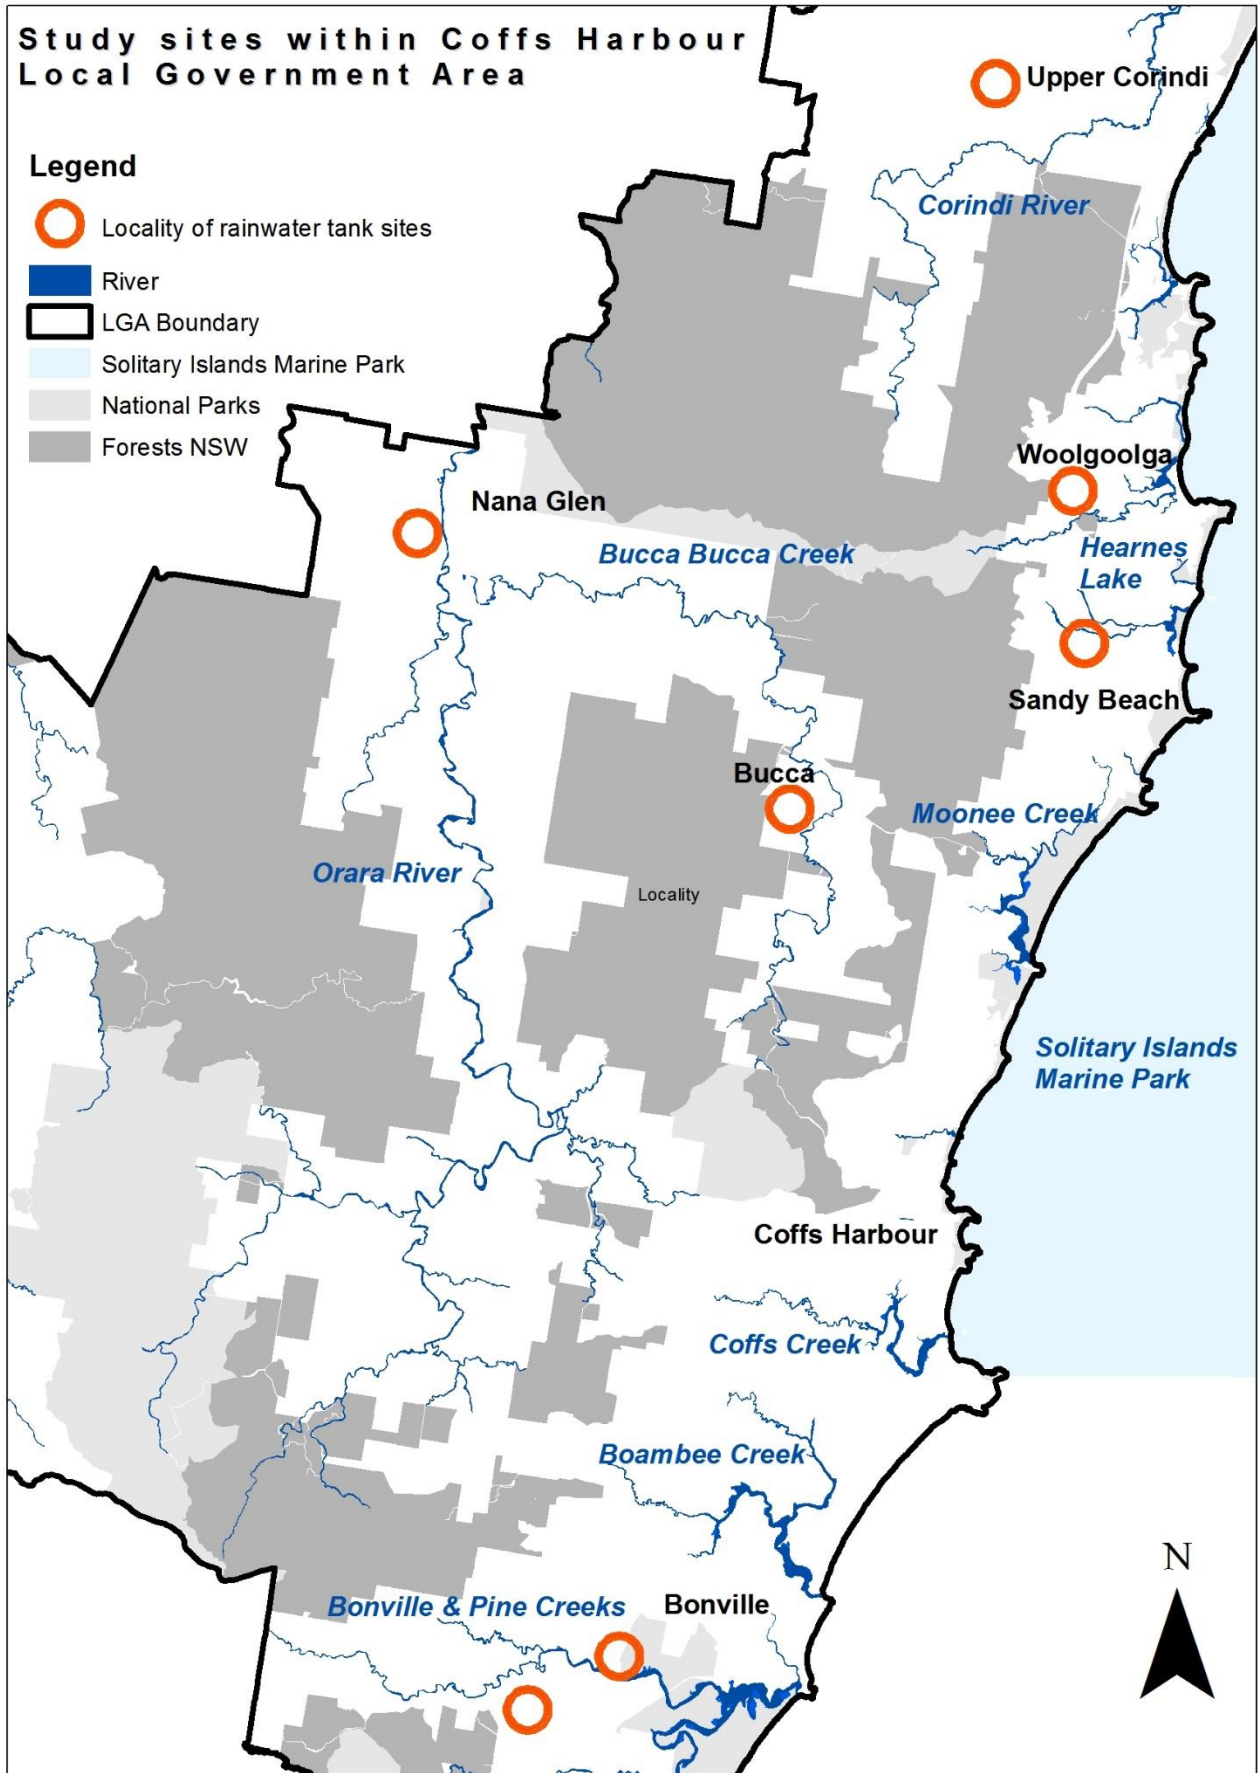 Study sites within Coffs Harbour
Local Government Area
Legend
Locality of rainwater tank sites
River
LGA Boundary
Solitary Islands Marine Park
National Parks
Forests NSW
Upper Corindi
Corindi River
Woolgoolga
Nana Glen
Bucca Bucca Creek
Hearnes
Lake
Sandy Beach
Bucca
Moonee Creek
Orara River
Locality
Solitary Islands
Marine Park
Coffs Harbour
Coffs Creek
Boambee Creek
N
Bonville & Pine Creeks
Bonville